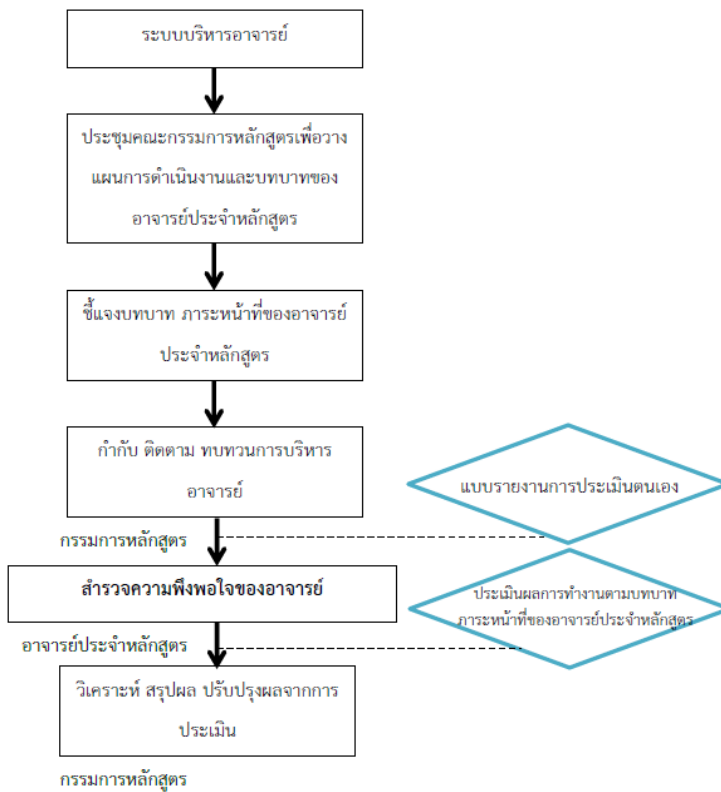 ระบบบริหารอาจารย์
ประชุมคณะกรรมการหลักสูตรเพื่อวาง
แผนการดำเนินงานและบทบาทของ
อาจารย์ประจำหลักสูตร
ชี้แจงบทบาท ภาระหน้าที่ของอาจารย์
ประจำหลักสูตร
กำกับ ติดตาม ทบทวนการบริหาร
อาจารย์
แบบรายงานการประเมินตนเอง
กรรมการหลักสูตร
สำรวจความพึงพอใจของอาจารย์
ประเมินผลการทำงานตามบทบาท
ภาระหน้าที่ของอาจารย์ประจำหลักสูตร
อาจารย์ประจำหลักสูตร
วิเคราะห์ สรุปผล ปรับปรุงผลจากการ
ประเมิน
กรรมการหลักสูตร